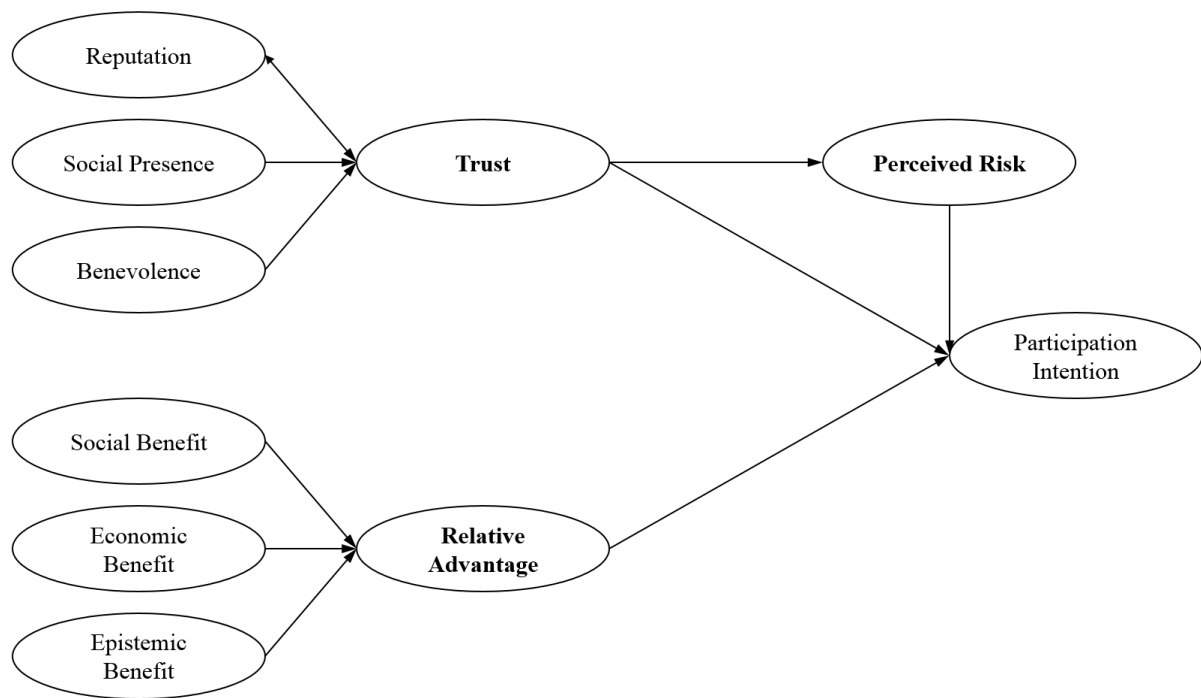 Reputation
Social Presence
Trust
Perceived Risk
Benevolence
Participation
Intention
Social Benefit
Economic
Benefit
Relative
Advantage
Epistemic
Benefit